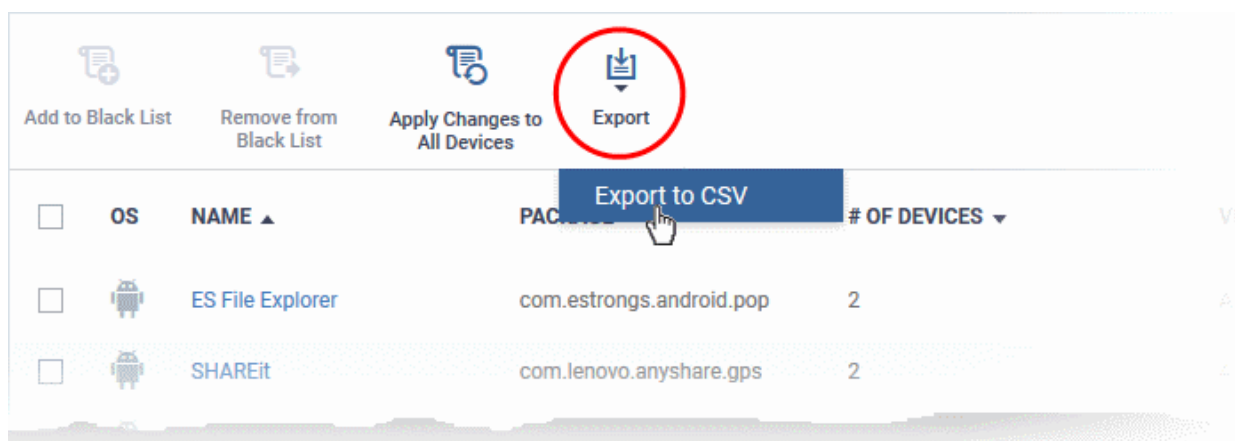 Add to Black List
Remove from
Black List
Apply Changes to
All Devices
Export
Export to CSV
OS NAME PAC # OF DEVICES
ES File Explorer com.estrongs.android.pop 2
SHAREit com.lenovo.anyshare.gps 2